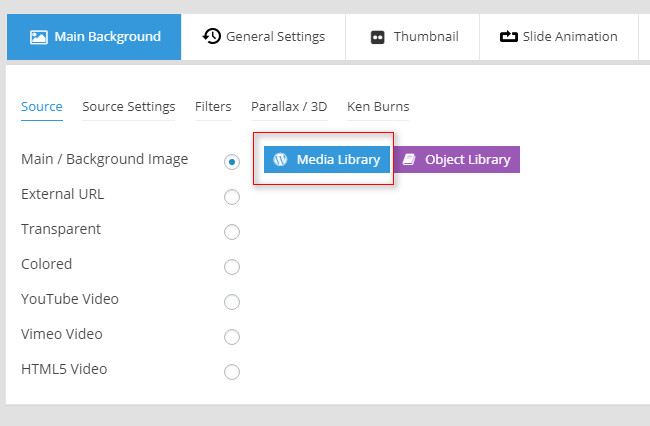 Main Background General Settings Thumbnail Slide Animation
Source Source Settings Filters Parallax / 3D Ken Burns
Main / Background Image Media Library Object Library
External URL
Transparent
Colored
YouTube Video
Vimeo Video
HTML5 Video